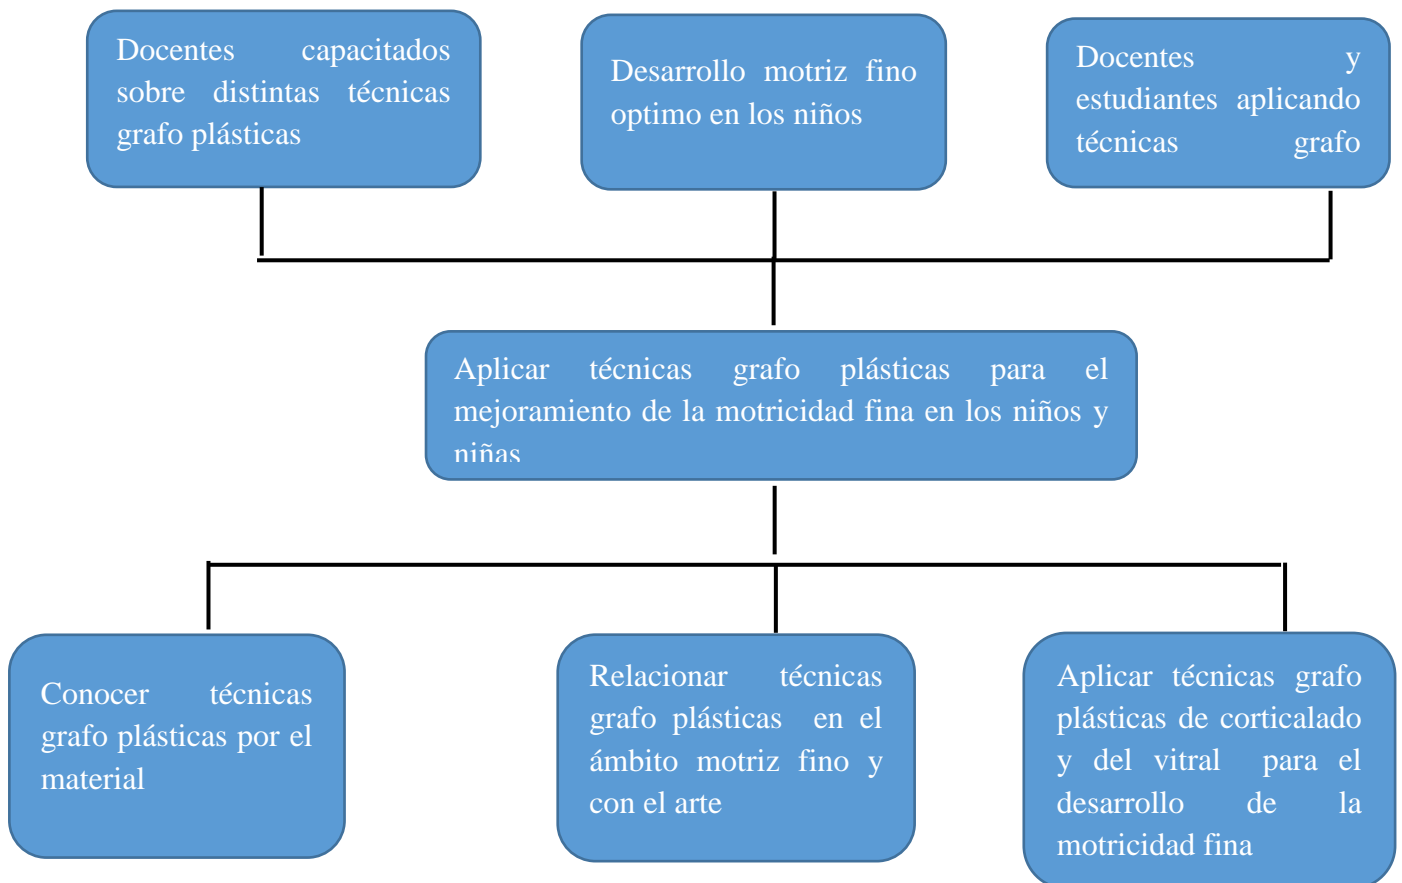 Docentes capacitados
sobre distintas técnicas
grafo plásticas
Desarrollo motriz fino
optimo en los niños
Docentes y
estudiantes aplicando
técnicas grafo
Aplicar técnicas grafo plásticas para el
mejoramiento de la motricidad fina en los niños y
niñas
Conocer técnicas
grafo plásticas por el
material
Relacionar técnicas
grafo plásticas en el
ámbito motriz fino y
con el arte
Aplicar técnicas grafo
plásticas de corticalado
y del vitral para el
desarrollo de la
motricidad fina